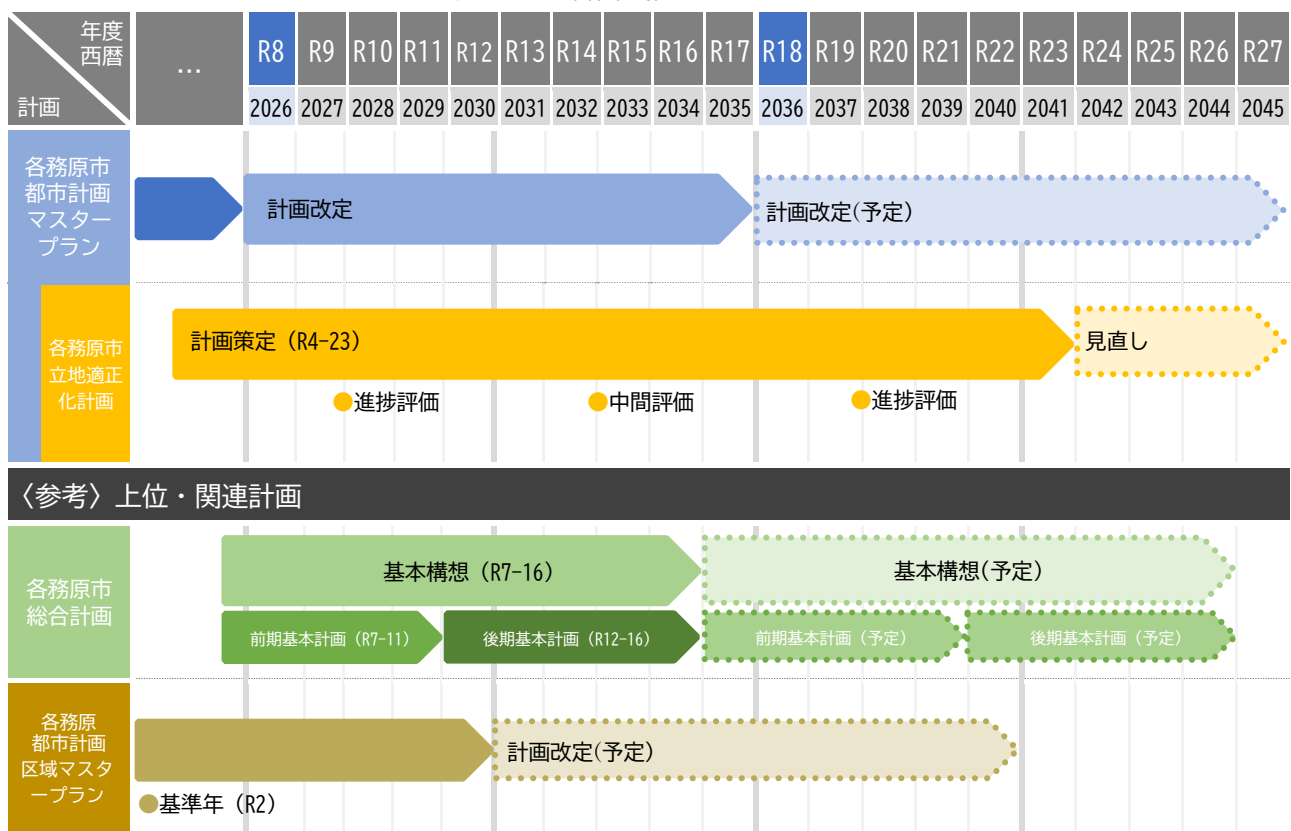 年度
西暦
計画
…
R8 R9 R10 R11 R12 R13 R14 R15 R16 R17 R18 R19 R20 R21 R22 R23 R24 R25 R26 R27
2026 2027 2028 2029 2030 2031 2032 2033 2034 2035 2036 2037 2038 2039 2040 2041 2042 2043 2044 2045
各務原市
都市計画
マスター
プラン
計画改定
計画改定(予定)
各務原市
立地適正
化計画
計画策定（R4-23）
見直し
●進捗評価
●中間評価
●進捗評価
〈参考〉上位・関連計画
各務原市
総合計画
基本構想（R7-16）
基本構想(予定)
前期基本計画（R7-11）
後期基本計画（R12-16）
前期基本計画（予定）
後期基本計画（予定）
各務原
都市計画
区域マスタ
ープラン
計画改定(予定)
●基準年（R2）